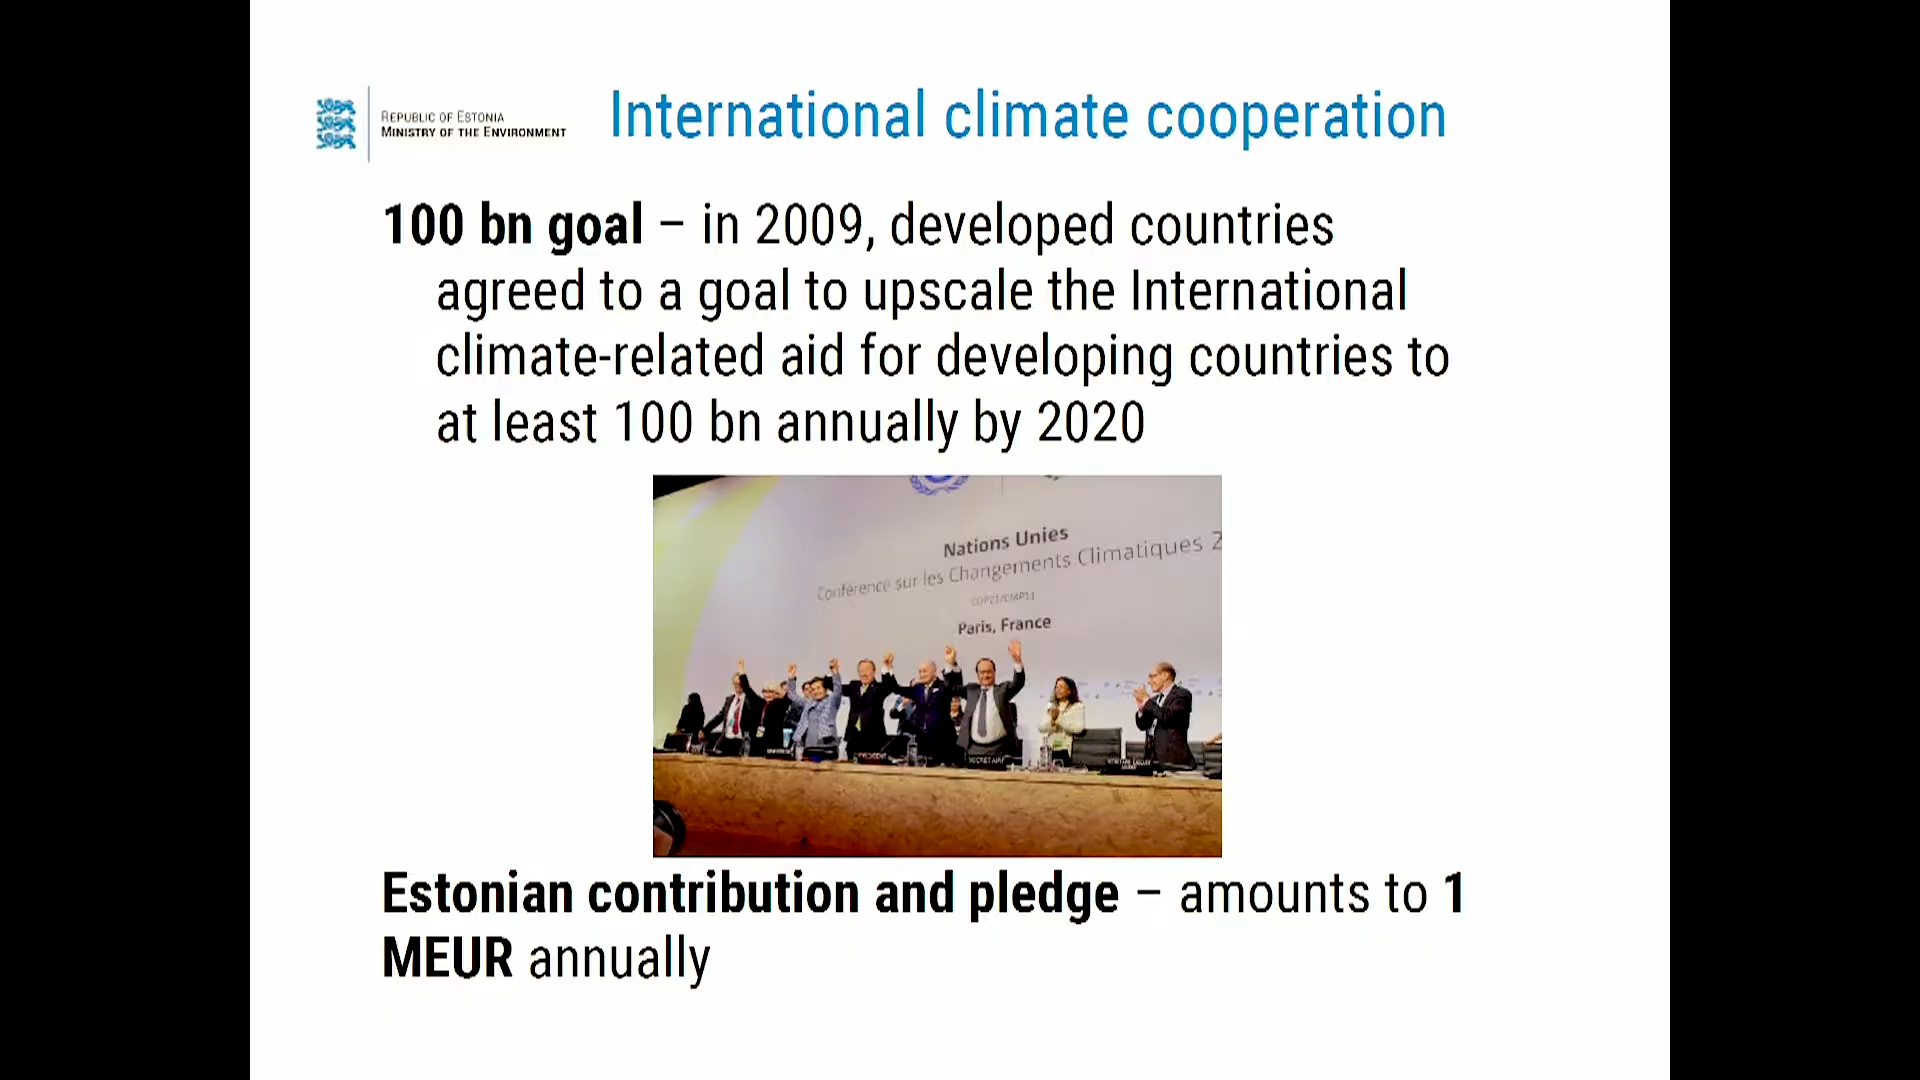 REPUBLIC OF ESTONIA
MINISTRY OF THE ENVIRONMENT
International climate cooperation
100 bn goal – in 2009, developed countries
agreed to a goal to upscale the International
climate-related aid for developing countries to
at least 100 bn annually by 2020
Nations Unies
Conférence sur les Changements Climatiques 2
COP21/CMP11
Paris, France
PRESIDENT
Estonian contribution and pledge – amounts to 1
MEUR annually